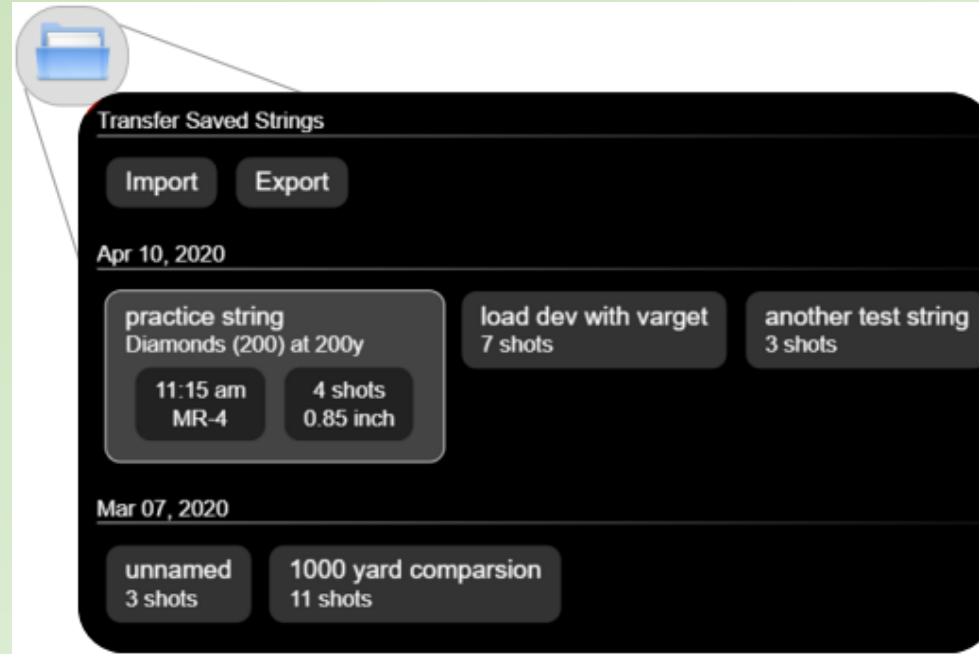 Transfer Saved Strings
Import Export
Apr 10, 2020
practice string
Diamonds (200) at 200y
11:15 am
MR-4
4 shots
0.85 inch
load dev with varget
7 shots
another test string
3 shots
Mar 07, 2020
unnamed
3 shots
1000 yard comparsion
11 shots